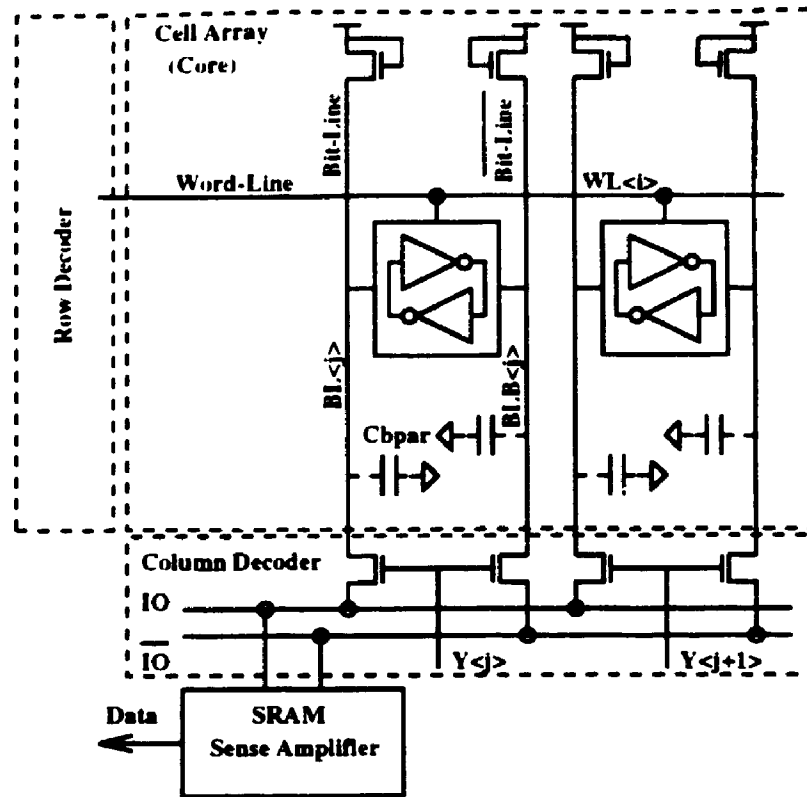 Cell Array
(Core)
Bit-Line
Bit-Line
Word-Line
WL<i>
Row Decoder
BL<j>
BLB<j>
Cbpar
Column Decoder
IO
IO
Y<j>
Y<j+1>
Data
SRAM
Sense Amplifier